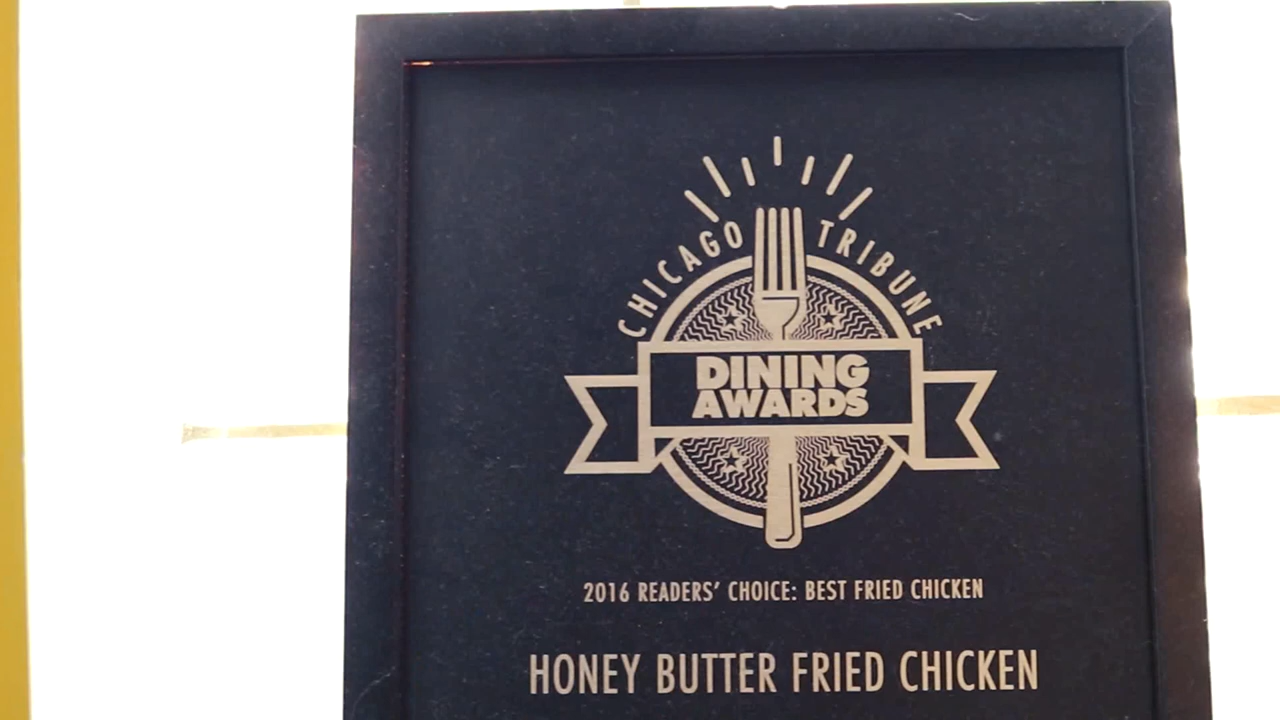 CHICAGO TRIBUNE
DINING
AWARDS
2016 READERS' CHOICE: BEST FRIED CHICKEN
HONEY BUTTER FRIED CHICKEN